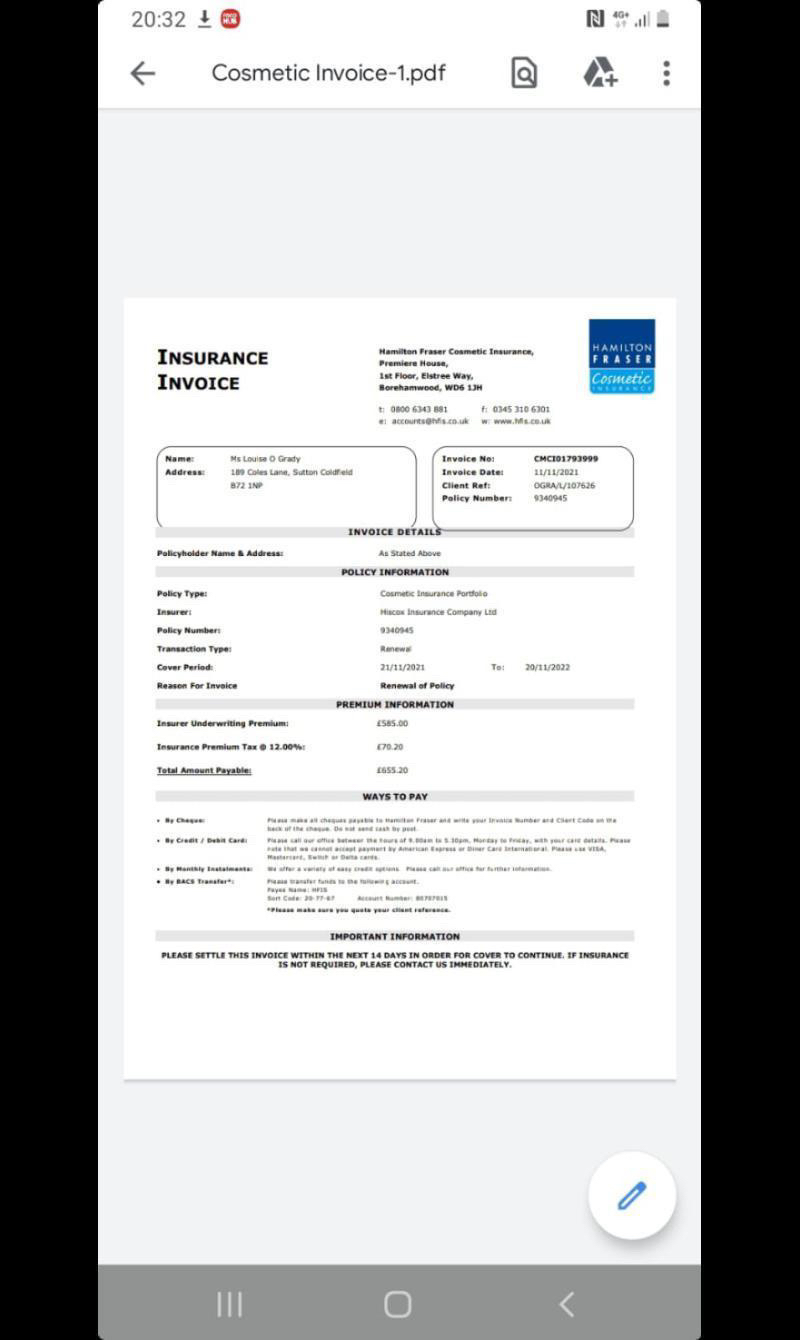 20:32
4G+
Cosmetic Invoice-1.pdf
INSURANCE
INVOICE
Hamilton Fraser Cosmetic Insurance,
Premiere House,
1st Floor, Elstree Way,
Borehamwood, WD6 1JH
t: 0800 6343 881 f: 0345 310 6301
e: accounts@hfis.co.uk w: www.hfis.co.uk
HAMILTON
FRASER
Cosmetic
INSURANCE
Name: Ms Louise O Grady
Address: 189 Coles Lane, Sutton Coldfield
B72 1NP
Invoice No: CMCI01793999
Invoice Date: 11/11/2021
Client Ref: OGRA/L/107626
Policy Number: 9340945
INVOICE DETAILS
Policyholder Name & Address: As Stated Above
POLICY INFORMATION
Policy Type: Cosmetic Insurance Portfolio
Insurer: Hiscox Insurance Company Ltd
Policy Number: 9340945
Transaction Type: Renewal
Cover Period: 21/11/2021 To: 20/11/2022
Reason For Invoice Renewal of Policy
PREMIUM INFORMATION
Insurer Underwriting Premium: £585.00
Insurance Premium Tax @ 12.00%: £70.20
Total Amount Payable: £655.20
WAYS TO PAY
• By Cheque: Please make all cheques payable to Hamilton Fraser and write your Invoice Number and Client Code on the
back of the cheque. Do not send cash by post.
• By Credit / Debit Card: Please call our office between the hours of 9.00am to 5.30pm, Monday to Friday, with your card details. Please
note that we cannot accept payment by American Express or Diner Card International. Please use VISA,
Mastercard, Switch or Delta cards.
• By Monthly Instalments: We offer a variety of easy credit options. Please call our office for further information.
• By BACS Transfer*: Please transfer funds to the following account.
Payee Name: HFIS
Sort Code: 20-77-67 Account Number: 80707015
*Please make sure you quote your client reference.
IMPORTANT INFORMATION
PLEASE SETTLE THIS INVOICE WITHIN THE NEXT 14 DAYS IN ORDER FOR COVER TO CONTINUE. IF INSURANCE
IS NOT REQUIRED, PLEASE CONTACT US IMMEDIATELY.